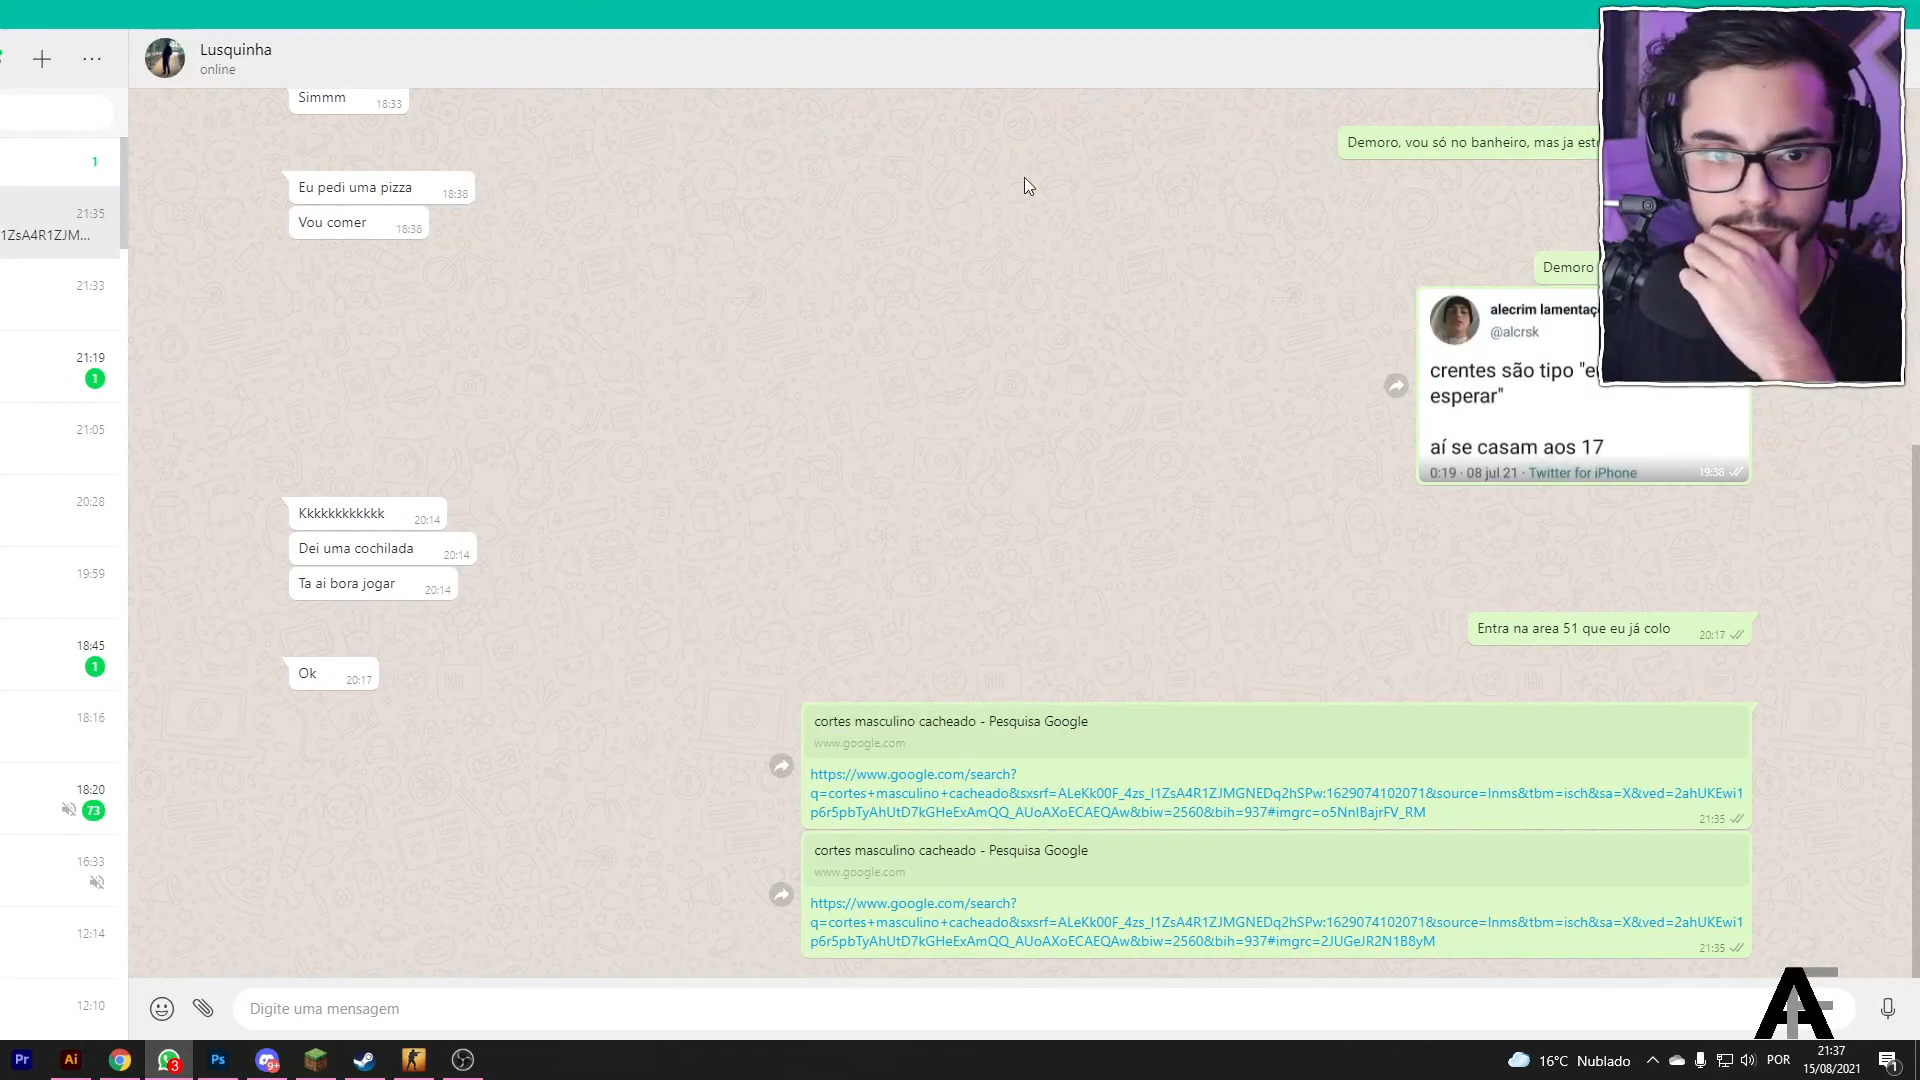 Lusquinha
online
Simmm 18:33
Demoro, vou só no banheiro, mas ja
Eu pedi uma pizza 18:38
Vou comer 18:38
Demoro
alecrim
@alcrsk
crentes são tipo
esperar"
aí se casam aos 17
0:19 · 08 jul 21 · Twitter for iPhone 19:38
Kkkkkkkkkkkk 20:14
Dei uma cochilada 20:14
Ta ai bora jogar 20:14
Entra na area 51 que eu já colo 20:17
Ok 20:17
cortes masculino cacheado - Pesquisa Google
www.google.com
https://www.google.com/search?
q=cortes+masculino+cacheado&sxsrf=ALeKk00F_4zs_I1ZsA4R1ZJMGNEDq2hSPw:1629074102071&source=lnms&tbm=isch&sa=X&ved=2ahUKEwi1
p6r5pbTyAhUtD7kGHeExAmQQ_AUoAXoECAEQAw&biw=2560&bih=937#imgrc=o5NnIBajrFV_RM
21:35
cortes masculino cacheado - Pesquisa Google
www.google.com
https://www.google.com/search?
q=cortes+masculino+cacheado&sxsrf=ALeKk00F_4zs_I1ZsA4R1ZJMGNEDq2hSPw:1629074102071&source=lnms&tbm=isch&sa=X&ved=2ahUKEwi1
p6r5pbTyAhUtD7kGHeExAmQQ_AUoAXoECAEQAw&biw=2560&bih=937#imgrc=2JUGeJR2N1B8yM
21:35
Digite uma mensagem
1
21:35
1ZsA4R1ZJM...
21:33
21:19
1
21:05
20:28
19:59
18:45
1
18:16
18:20
73
16:33
12:14
12:10
Pr
Ai
3
Ps
9+
16°C Nublado
POR
21:37
15/08/2021
1